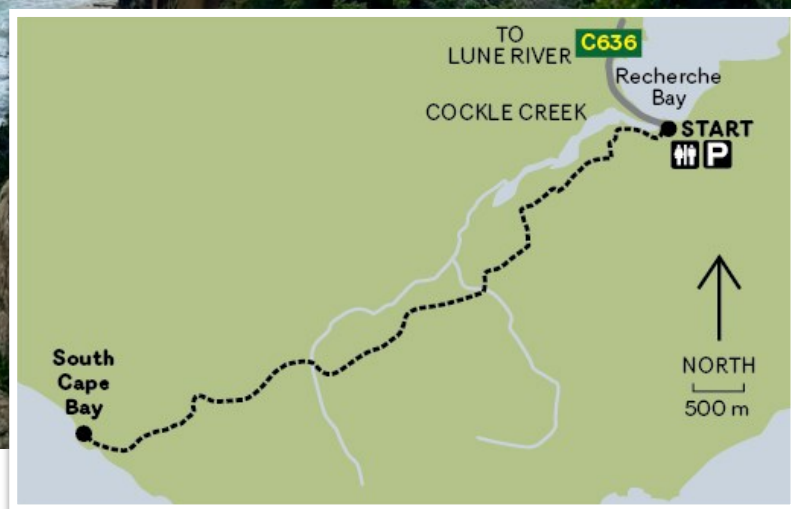 TO
LUNE RIVER
C636
Recherche
Bay
COCKLE CREEK
START
P
South
Cape
Bay
NORTH
500 m